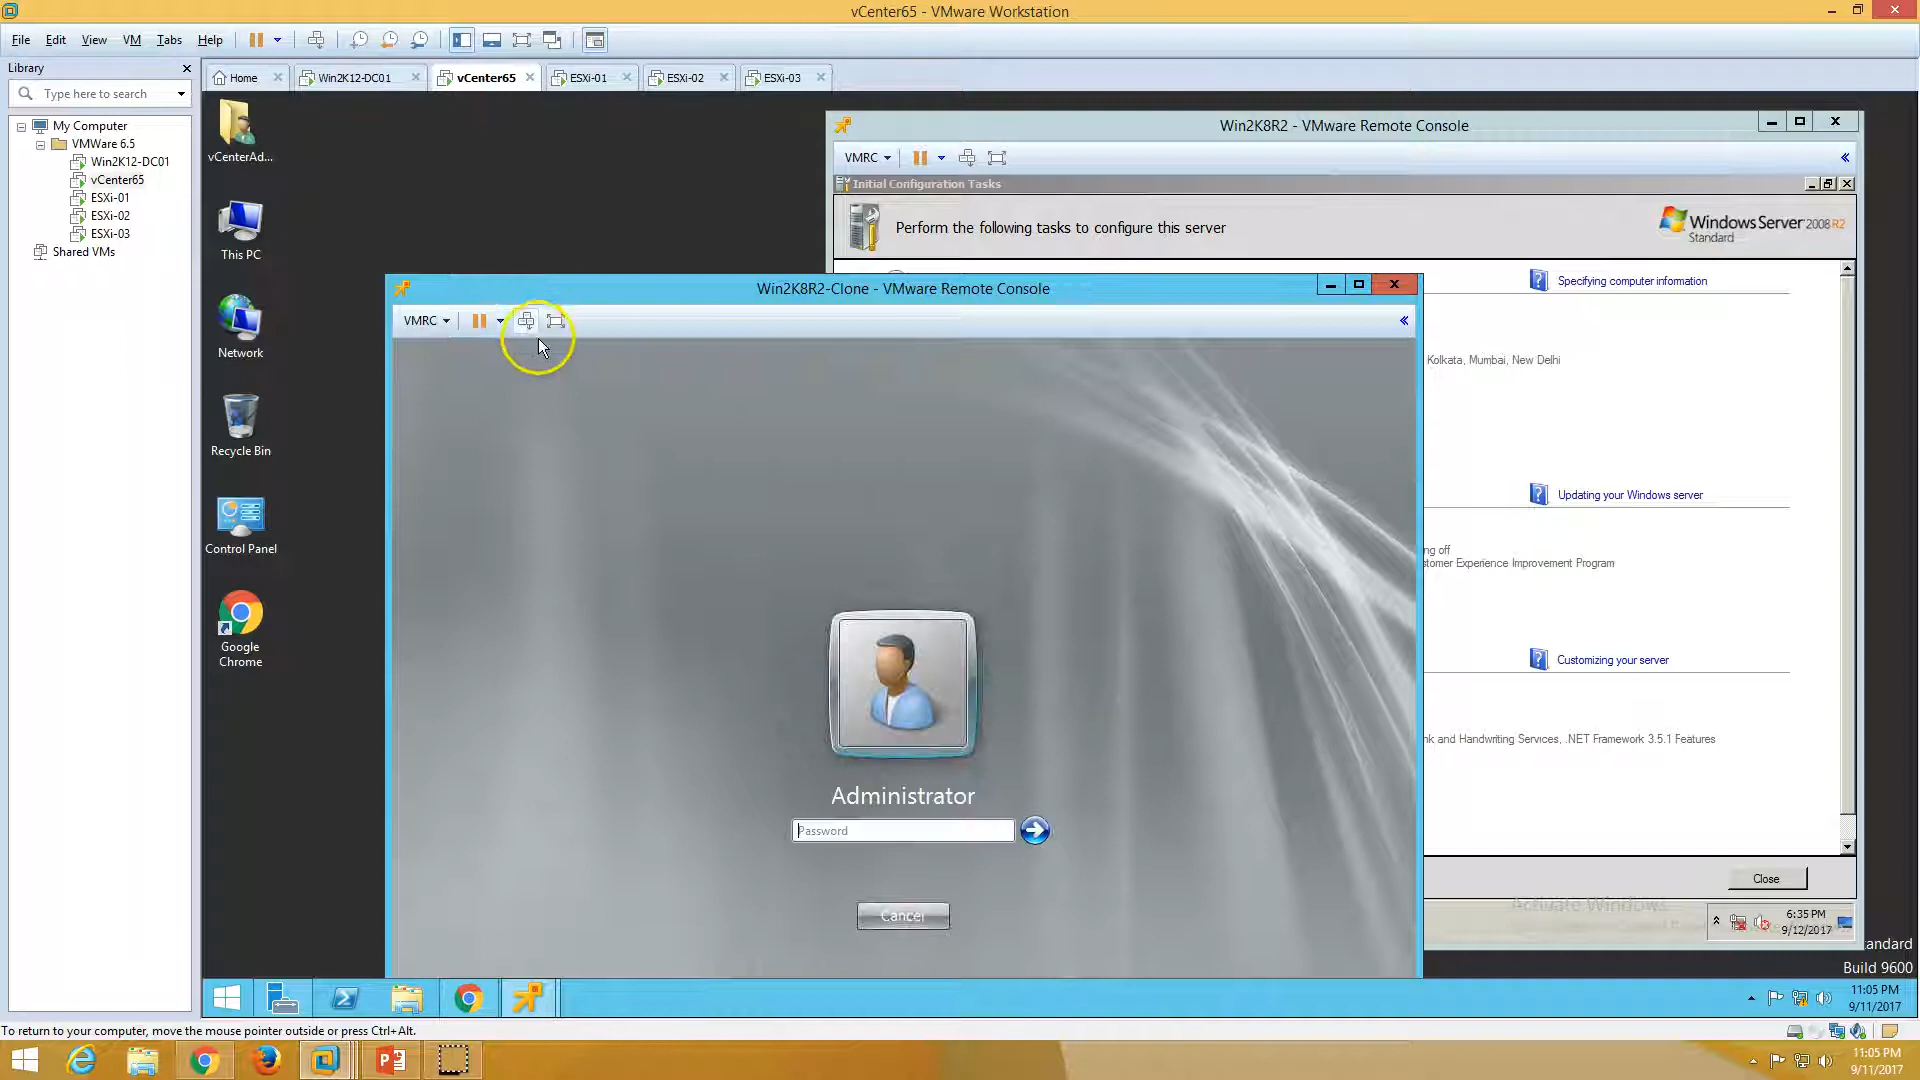 vCenter65 - VMware Workstation
File Edit View VM Tabs Help
Library
Type here to search
My Computer
VMWare 6.5
Win2K12-DC01
vCenter65
ESXi-01
ESXi-02
ESXi-03
Shared VMs
Home
Win2K12-DC01
vCenter65
ESXi-01
ESXi-02
ESXi-03
vCenterAd...
This PC
Network
Recycle Bin
Control Panel
Google
Chrome
Win2K8R2 - VMware Remote Console
VMRC
Initial Configuration Tasks
Perform the following tasks to configure this server
Windows Server 2008 R2
Standard
Specifying computer information
Kolkata, Mumbai, New Delhi
Updating your Windows server
ng off
stomer Experience Improvement Program
Customizing your server
nk and Handwriting Services, .NET Framework 3.5.1 Features
Close
Activate Windows
6:35 PM
9/12/2017
Win2K8R2-Clone - VMware Remote Console
VMRC
Administrator
Password
Cancel
tandard
Build 9600
11:05 PM
9/11/2017
To return to your computer, move the mouse pointer outside or press Ctrl+Alt.
11:05 PM
9/11/2017